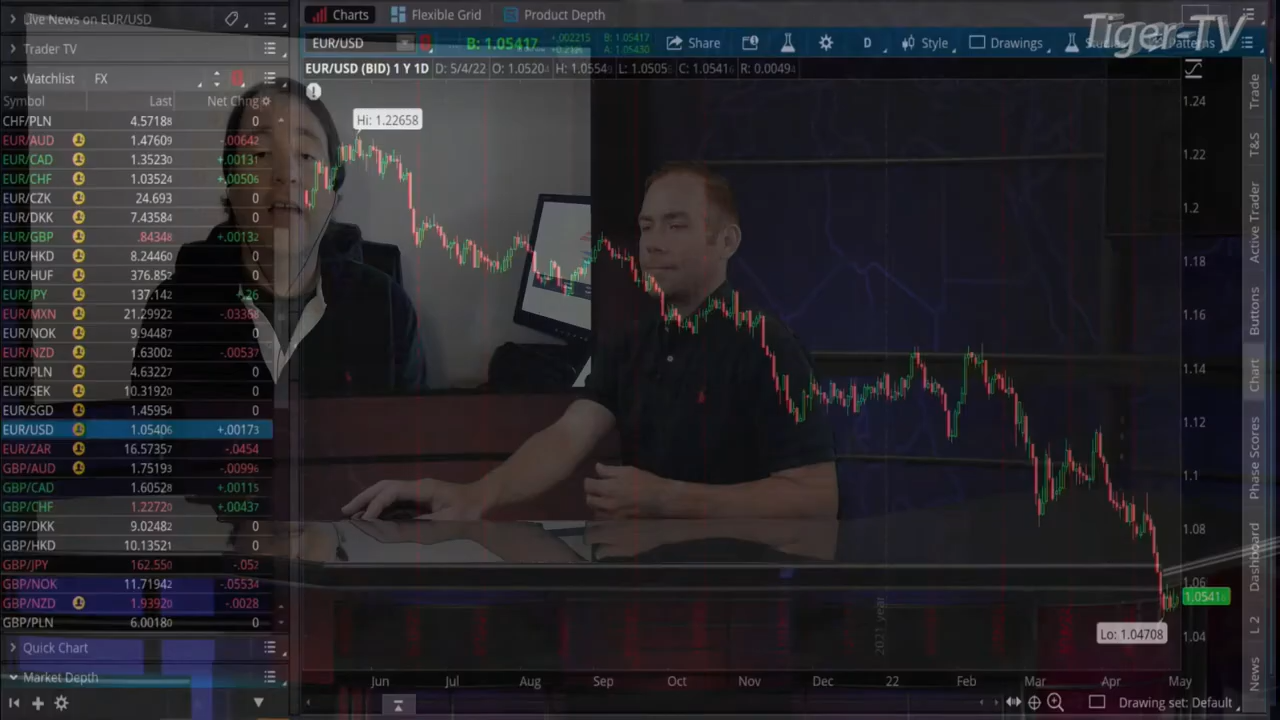 Live News on EUR/USD
Trader TV
Watchlist FX
Symbol Last Net Chng
CHF/PLN 4.57188 0
EUR/AUD 1.47609 -.00642
EUR/CAD 1.35230 +.00131
EUR/CHF 1.03524 +.00506
EUR/CZK 24.693 0
EUR/DKK 7.43584 0
EUR/GBP .84348 +.00132
EUR/HKD 8.24460 0
EUR/HUF 376.852 0
EUR/JPY 137.142 +.26
EUR/MXN 21.29922 -.03368
EUR/NOK 9.94487 0
EUR/NZD 1.63002 -.00537
EUR/PLN 4.63227 0
EUR/SEK 10.31920 0
EUR/SGD 1.45954 0
EUR/USD 1.05406 +.00173
EUR/ZAR 16.57357 -.0454
GBP/AUD 1.75193 -.00996
GBP/CAD 1.60528 +.00115
GBP/CHF 1.22720 +.00437
GBP/DKK 9.02482 0
GBP/HKD 10.13521 0
GBP/JPY 162.550 -.052
GBP/NOK 11.71942 -.05534
GBP/NZD 1.93920 -.0028
GBP/PLN 6.00180 0
Quick Chart
Market Depth
Charts Flexible Grid Product Depth
Tiger-TV
EUR/USD B: 1.05417 +.002215 B: 1.05417 A: 1.05430 Share D Style Drawings Patterns
EUR/USD (BID) 1 Y 1D D: 5/4/22 O: 1.0520 H: 1.0554 L: 1.0505 C: 1.0541 R: 0.0049
Hi: 1.22658
1.24
1.22
1.2
1.18
1.16
1.14
1.12
1.1
1.08
1.06
1.0541
1.04
Lo: 1.04708
2021 year
Jun Jul Aug Sep Oct Nov Dec 22 Feb Mar Apr May
Drawing set: Default
Trade
T&S
Active Trader
Buttons
Chart
Phase Scores
Dashboard
L 2
News